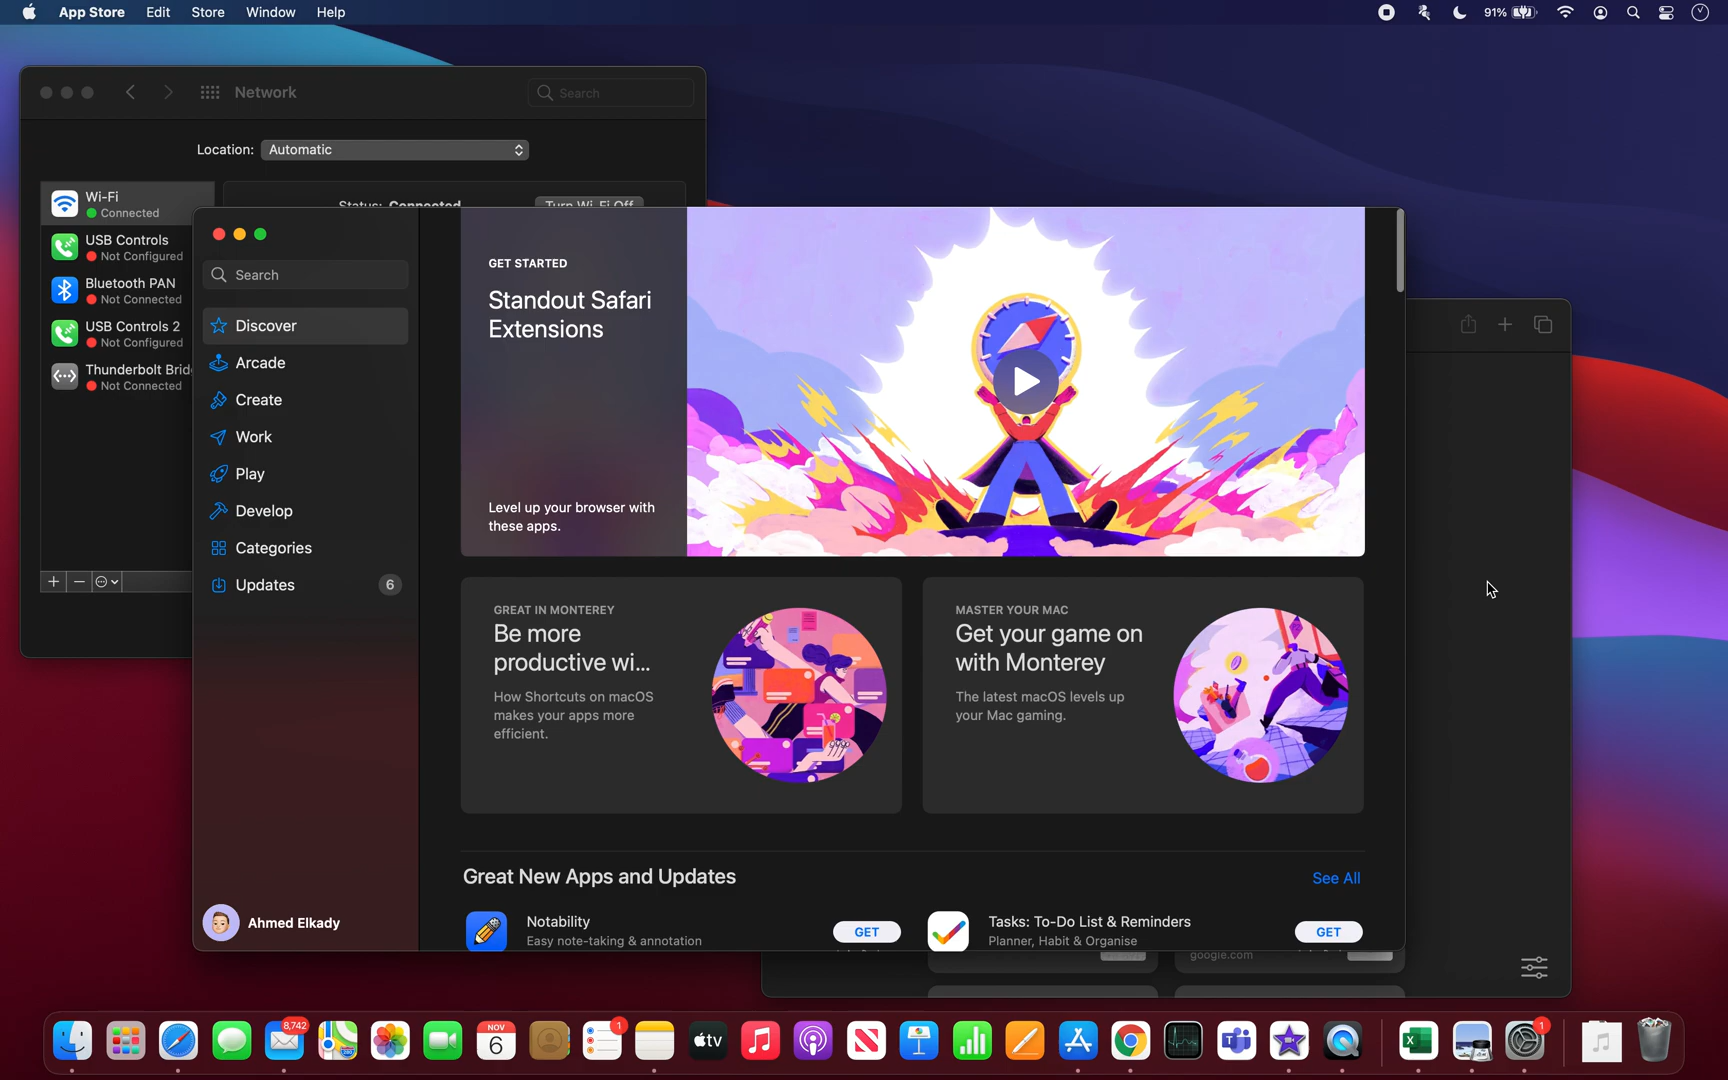 App Store Edit Store Window Help 91%
Network
Search
Location: Automatic
Wi-Fi
Connected
Status: Connected
Turn Wi-Fi Off
USB Controls
Not Configured
Bluetooth PAN
Not Connected
USB Controls 2
Not Configured
Thunderbolt
Not Connected
Search
Discover
Arcade
Create
Work
Play
Develop
Categories
Updates 6
Ahmed Elkady
GET STARTED
Standout Safari
Extensions
Level up your browser with
these apps.
GREAT IN MONTEREY
Be more
productive wi...
How Shortcuts on macOS
makes your apps more
efficient.
MASTER YOUR MAC
Get your game on
with Monterey
The latest macOS levels up
your Mac gaming.
Great New Apps and Updates
See All
Notability
Easy note-taking & annotation
GET
Tasks: To-Do List & Reminders
Planner, Habit & Organise
GET
google.com
8,742
NOV
6
1
tv
1